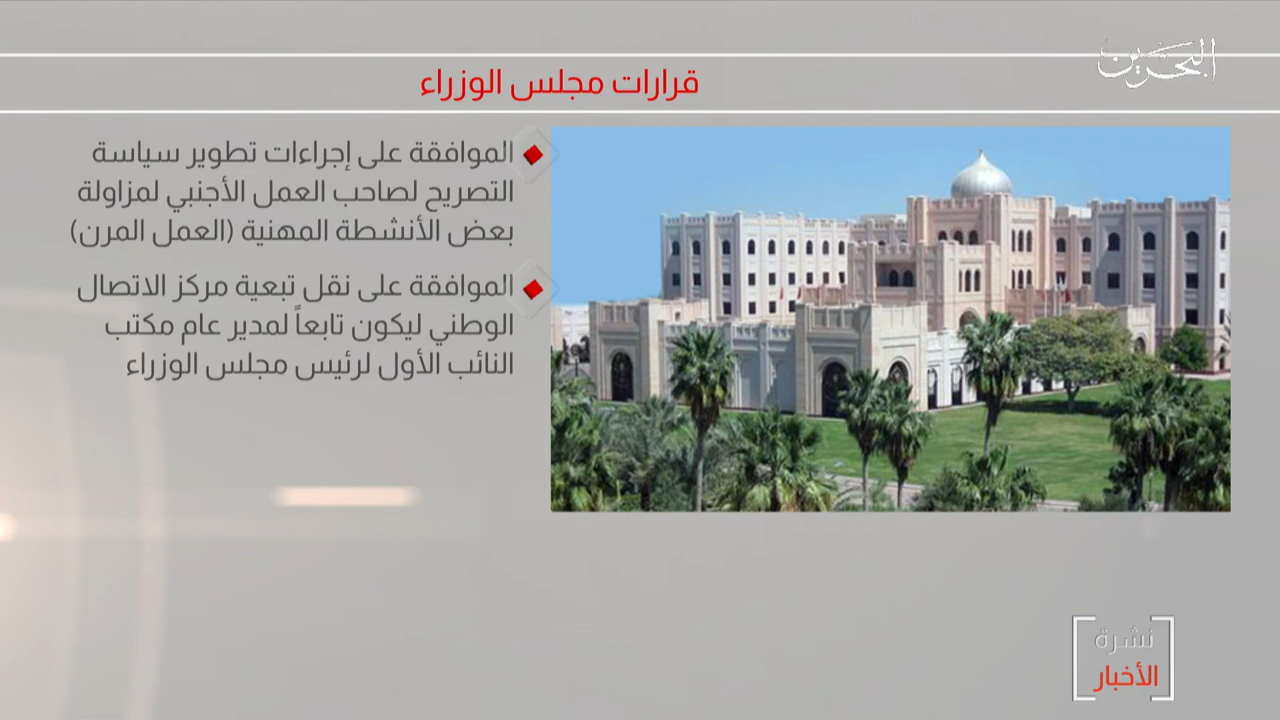 البحرين
قرارات مجلس الوزراء
الموافقة على إجراءات تطوير سياسة
التصريح لصاحب العمل الأجنبي لمزاولة
بعض الأنشطة المهنية (العمل المرن)
الموافقة على نقل تبعية مركز الاتصال
الوطني ليكون تابعاً لمدير عام مكتب
النائب الأول لرئيس مجلس الوزراء
نشرة
الأخبار